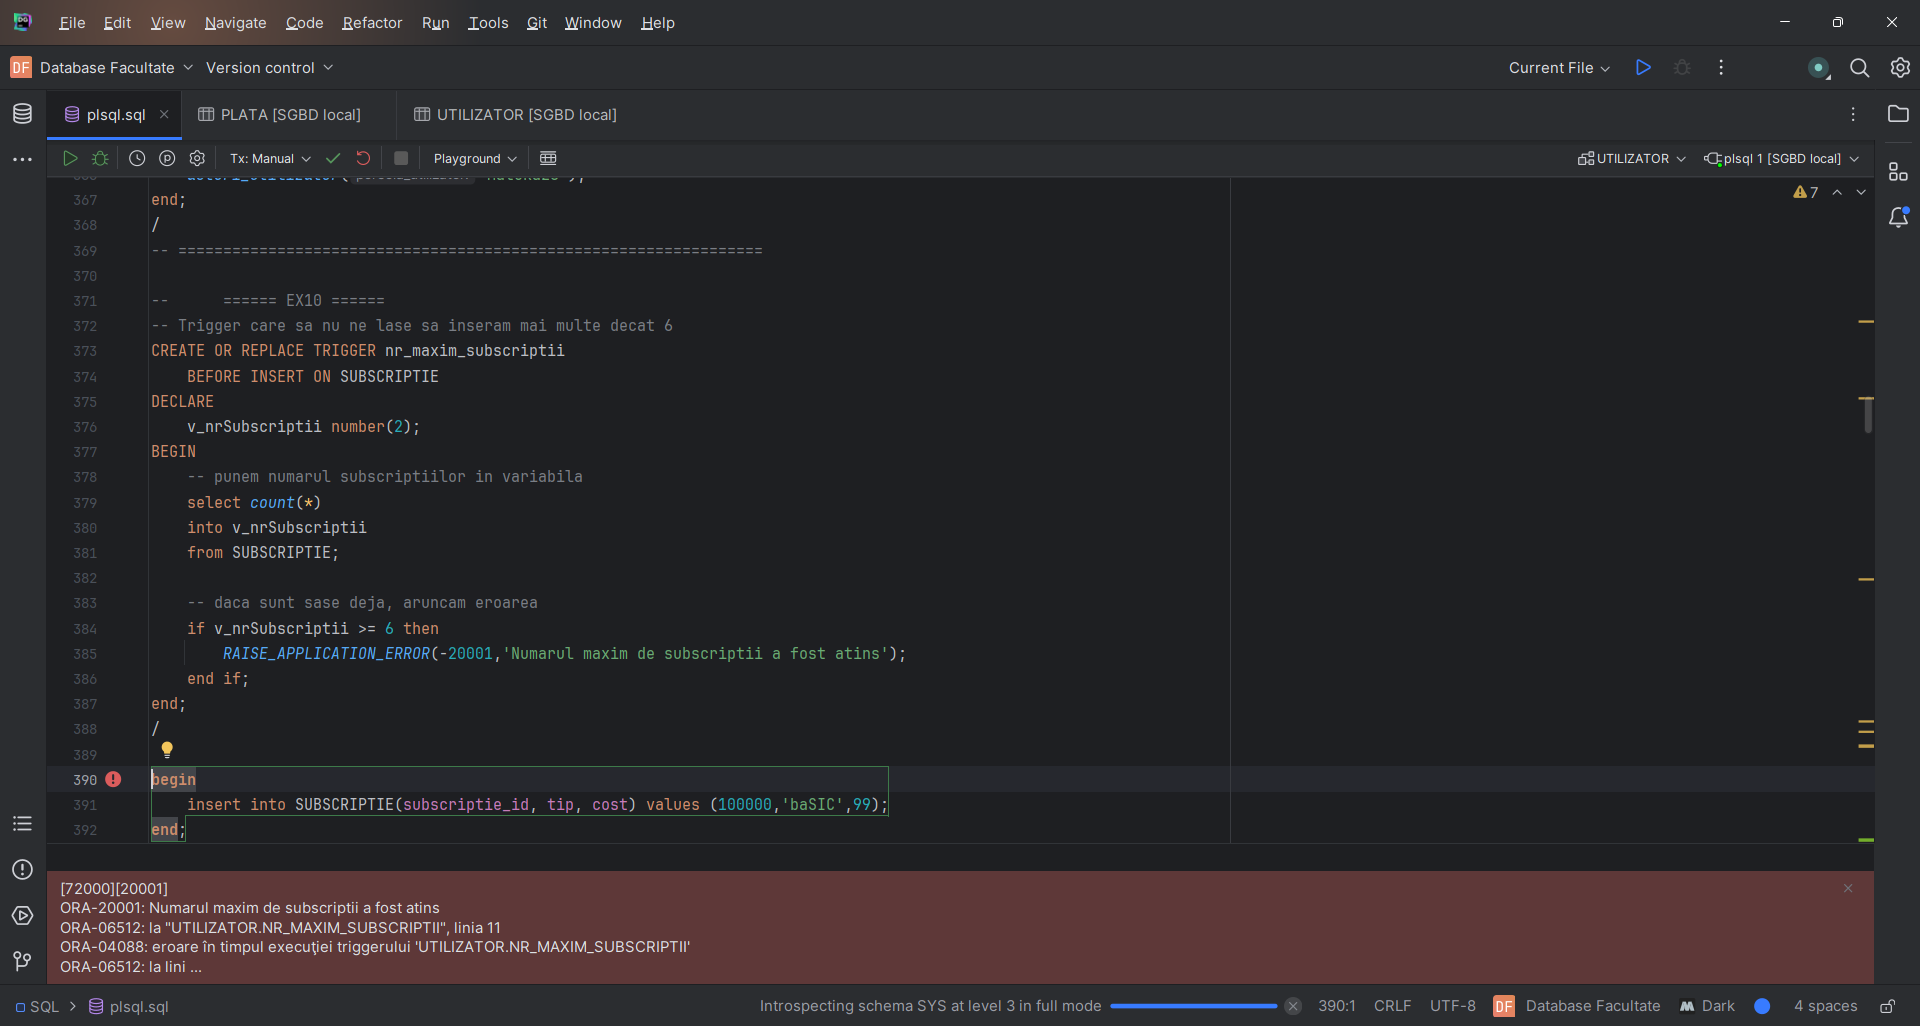 File Edit View Navigate Code Refactor Run Tools Git Window Help
DF Database Facultate Version control Current File
plsql.sql PLATA [SGBD local] UTILIZATOR [SGBD local]
Tx: Manual Playground UTILIZATOR plsql 1 [SGBD local]
7
367 end;
368 /
369 -- =================================================================
370
371 --      ====== EX10 ======
372 -- Trigger care sa nu ne lase sa inseram mai multe decat 6
373 CREATE OR REPLACE TRIGGER nr_maxim_subscriptii
374     BEFORE INSERT ON SUBSCRIPTIE
375 DECLARE
376     v_nrSubscriptii number(2);
377 BEGIN
378     -- punem numarul subscriptiilor in variabila
379     select count(*)
380     into v_nrSubscriptii
381     from SUBSCRIPTIE;
382
383     -- daca sunt sase deja, aruncam eroarea
384     if v_nrSubscriptii >= 6 then
385         RAISE_APPLICATION_ERROR(-20001,'Numarul maxim de subscriptii a fost atins');
386     end if;
387 end;
388 /
389
390 begin
391     insert into SUBSCRIPTIE(subscriptie_id, tip, cost) values (100000,'baSIC',99);
392 end;
[72000][20001]
ORA-20001: Numarul maxim de subscriptii a fost atins
ORA-06512: la "UTILIZATOR.NR_MAXIM_SUBSCRIPTII", linia 11
ORA-04088: eroare în timpul execuţiei triggerului 'UTILIZATOR.NR_MAXIM_SUBSCRIPTII'
ORA-06512: la lini ...
SQL plsql.sql Introspecting schema SYS at level 3 in full mode 390:1 CRLF UTF-8 DF Database Facultate Dark 4 spaces